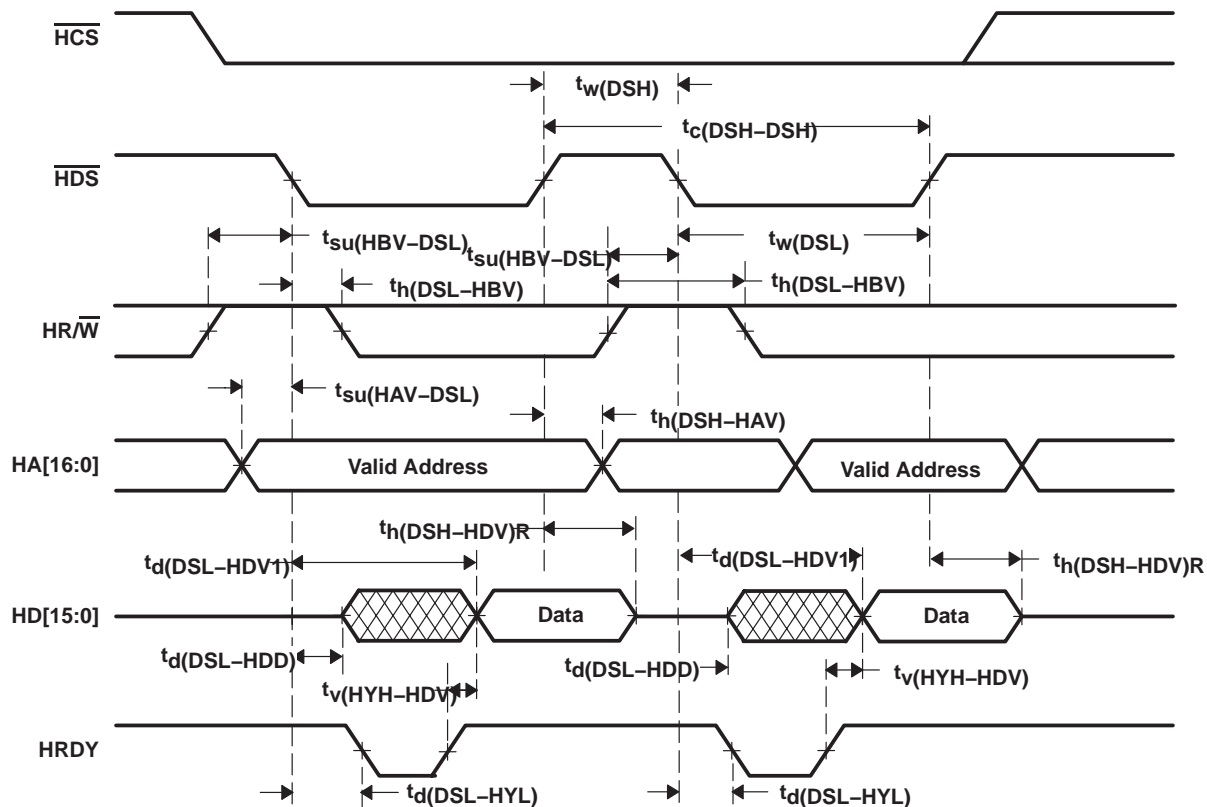 HCS
tw(DSH)
tc(DSH–DSH)
HDS
tsu(HBV–DSL)
tsu(HBV–DSL)
tw(DSL)
th(DSL–HBV)
th(DSL–HBV)
HR/W
tsu(HAV–DSL)
th(DSH–HAV)
HA[16:0]
Valid Address
Valid Address
th(DSH–HDV)R
td(DSL–HDV1)
td(DSL–HDV1)
th(DSH–HDV)R
HD[15:0]
Data
Data
td(DSL–HDD)
td(DSL–HDD)
tv(HYH–HDV)
tv(HYH–HDV)
HRDY
td(DSL–HYL)
td(DSL–HYL)